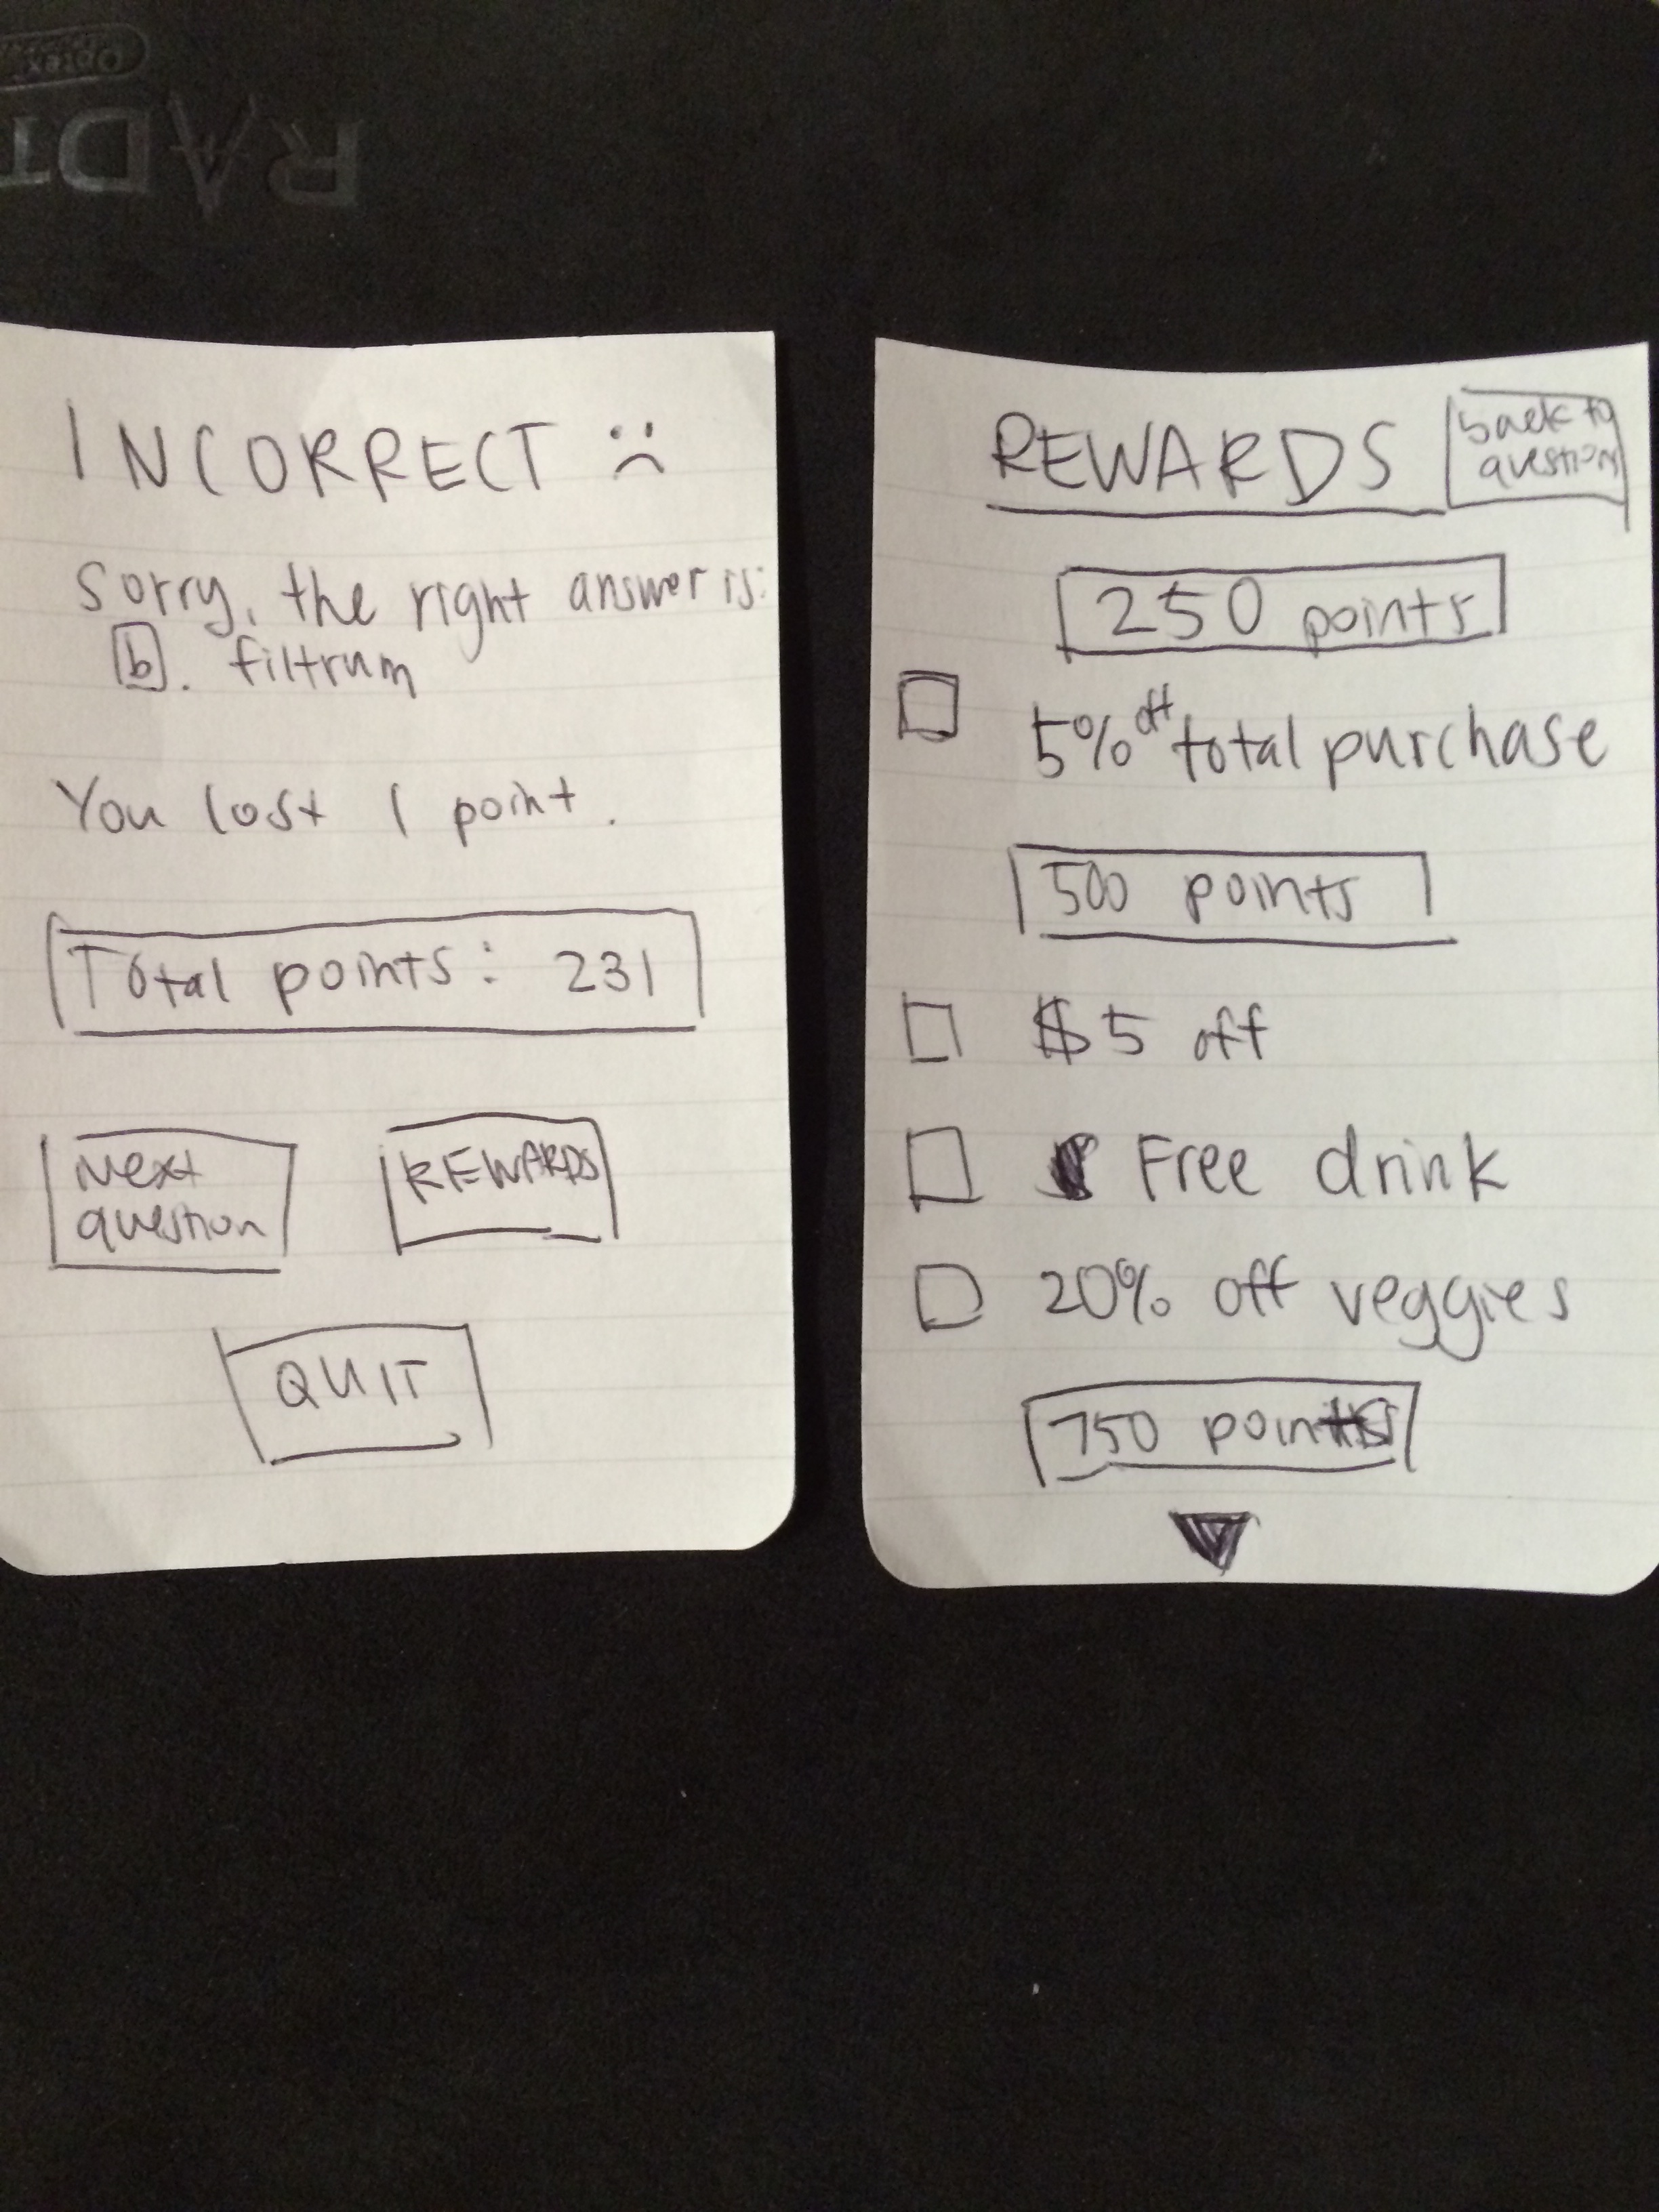 Optex
RADT
INCORRECT :(
Sorry, the right answer is:
b. filtrum
You lost 1 point.
Total points: 231
Next
question
REWARDS
QUIT
REWARDS
back to
question
250 points
5% off total purchase
500 points
$5 off
Free drink
20% off veggies
750 points